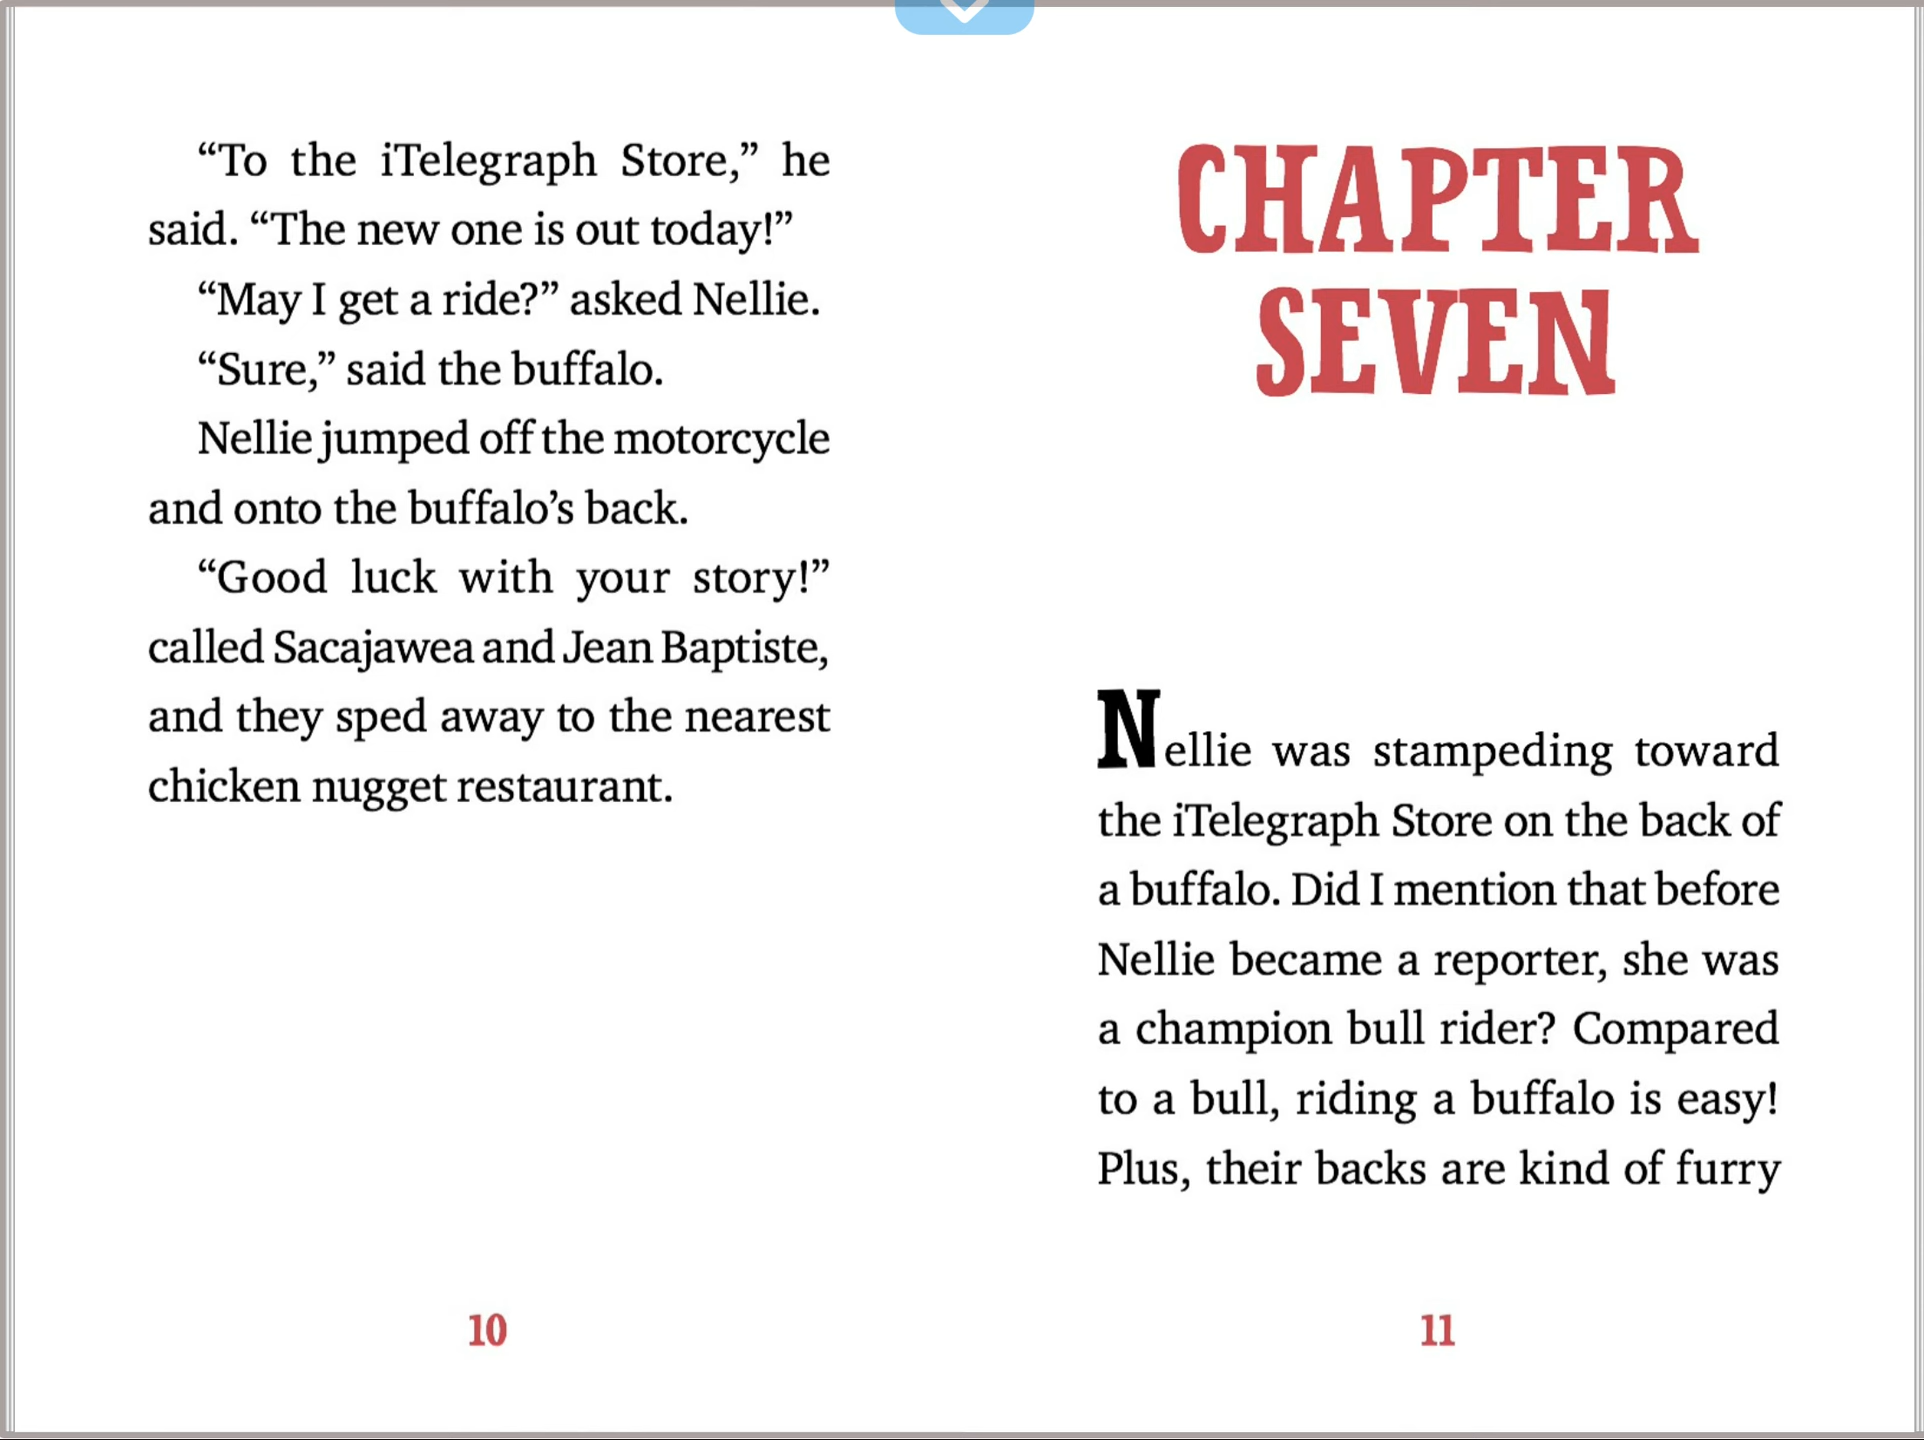 “To the iTelegraph Store,” he
said. “The new one is out today!”
“May I get a ride?” asked Nellie.
“Sure,” said the buffalo.
Nellie jumped off the motorcycle
and onto the buffalo’s back.
“Good luck with your story!”
called Sacajawea and Jean Baptiste,
and they sped away to the nearest
chicken nugget restaurant.
10
CHAPTER
SEVEN
Nellie was stampeding toward
the iTelegraph Store on the back of
a buffalo. Did I mention that before
Nellie became a reporter, she was
a champion bull rider? Compared
to a bull, riding a buffalo is easy!
Plus, their backs are kind of furry
11